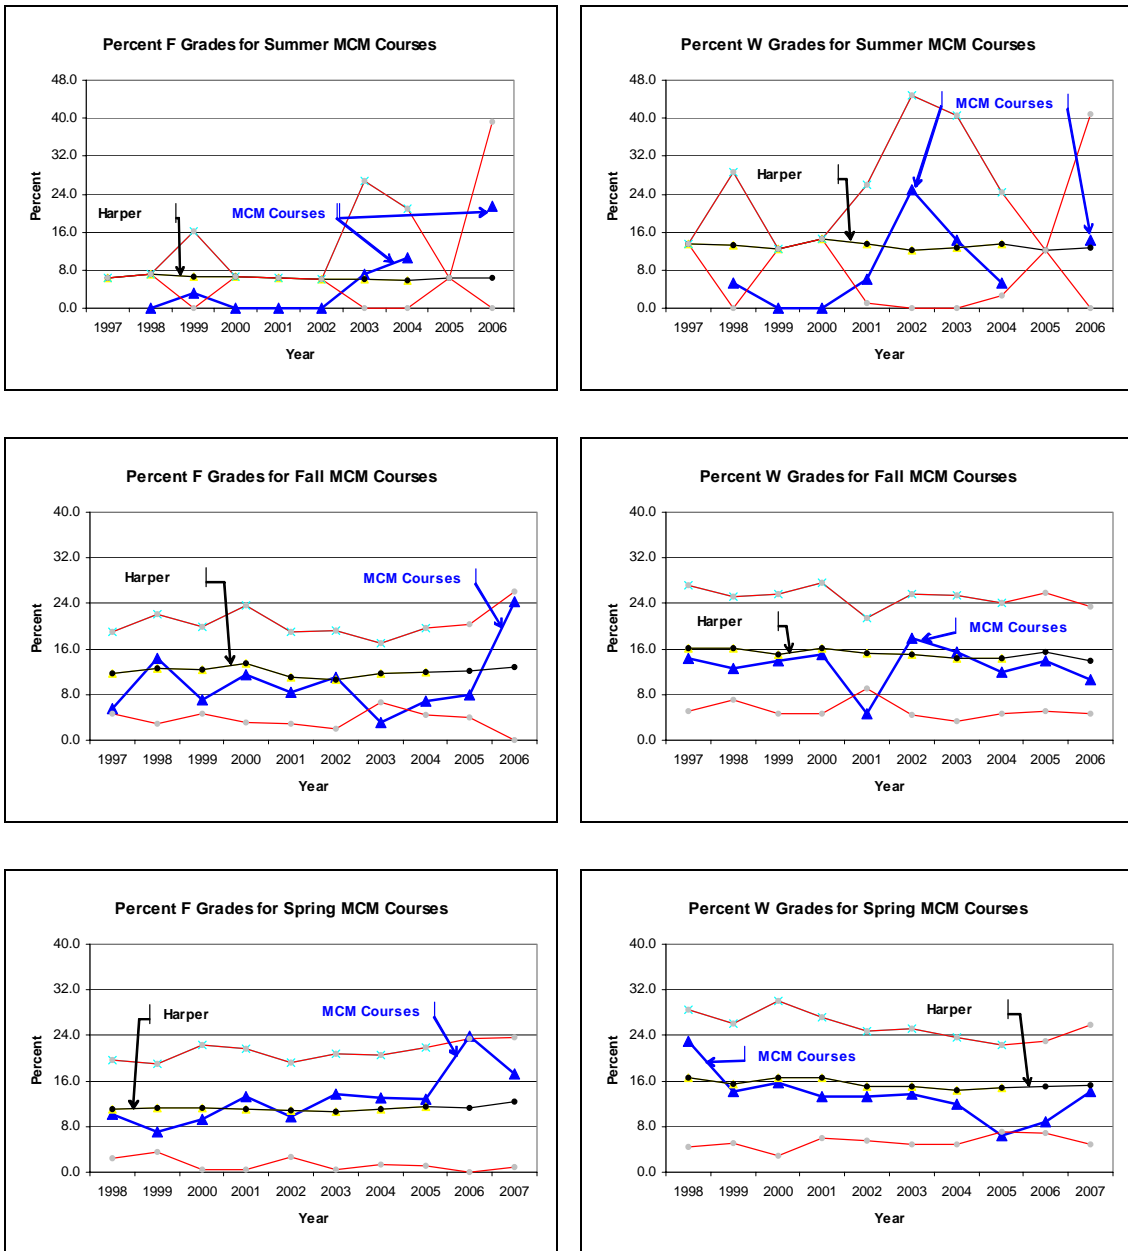 Percent F Grades for Summer MCM Courses
48.0
40.0
32.0
24.0
16.0
8.0
0.0
Percent
Harper
MCM Courses
1997 1998 1999 2000 2001 2002 2003 2004 2005 2006
Year
Percent W Grades for Summer MCM Courses
48.0
40.0
32.0
24.0
16.0
8.0
0.0
Percent
MCM Courses
Harper
1997 1998 1999 2000 2001 2002 2003 2004 2005 2006
Year
Percent F Grades for Fall MCM Courses
40.0
32.0
24.0
16.0
8.0
0.0
Percent
Harper
MCM Courses
1997 1998 1999 2000 2001 2002 2003 2004 2005 2006
Year
Percent W Grades for Fall MCM Courses
40.0
32.0
24.0
16.0
8.0
0.0
Percent
Harper
MCM Courses
1997 1998 1999 2000 2001 2002 2003 2004 2005 2006
Year
Percent F Grades for Spring MCM Courses
40.0
32.0
24.0
16.0
8.0
0.0
Percent
Harper
MCM Courses
1998 1999 2000 2001 2002 2003 2004 2005 2006 2007
Year
Percent W Grades for Spring MCM Courses
40.0
32.0
24.0
16.0
8.0
0.0
Percent
Harper
MCM Courses
1998 1999 2000 2001 2002 2003 2004 2005 2006 2007
Year